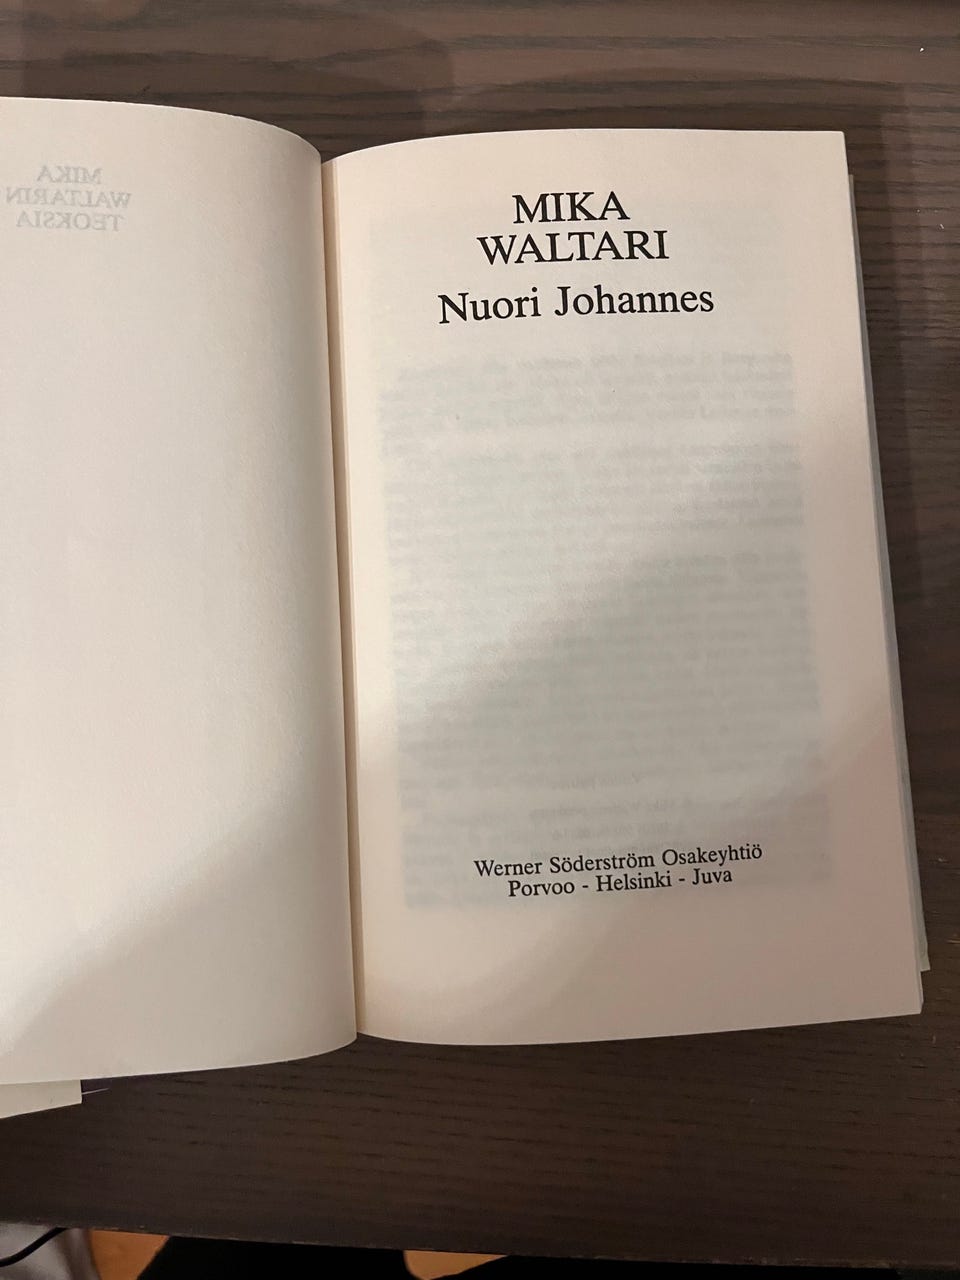 MIKA
WALTARIN
TEOKSIA
MIKA
WALTARI
Nuori Johannes
Werner Söderström Osakeyhtiö
Porvoo - Helsinki - Juva